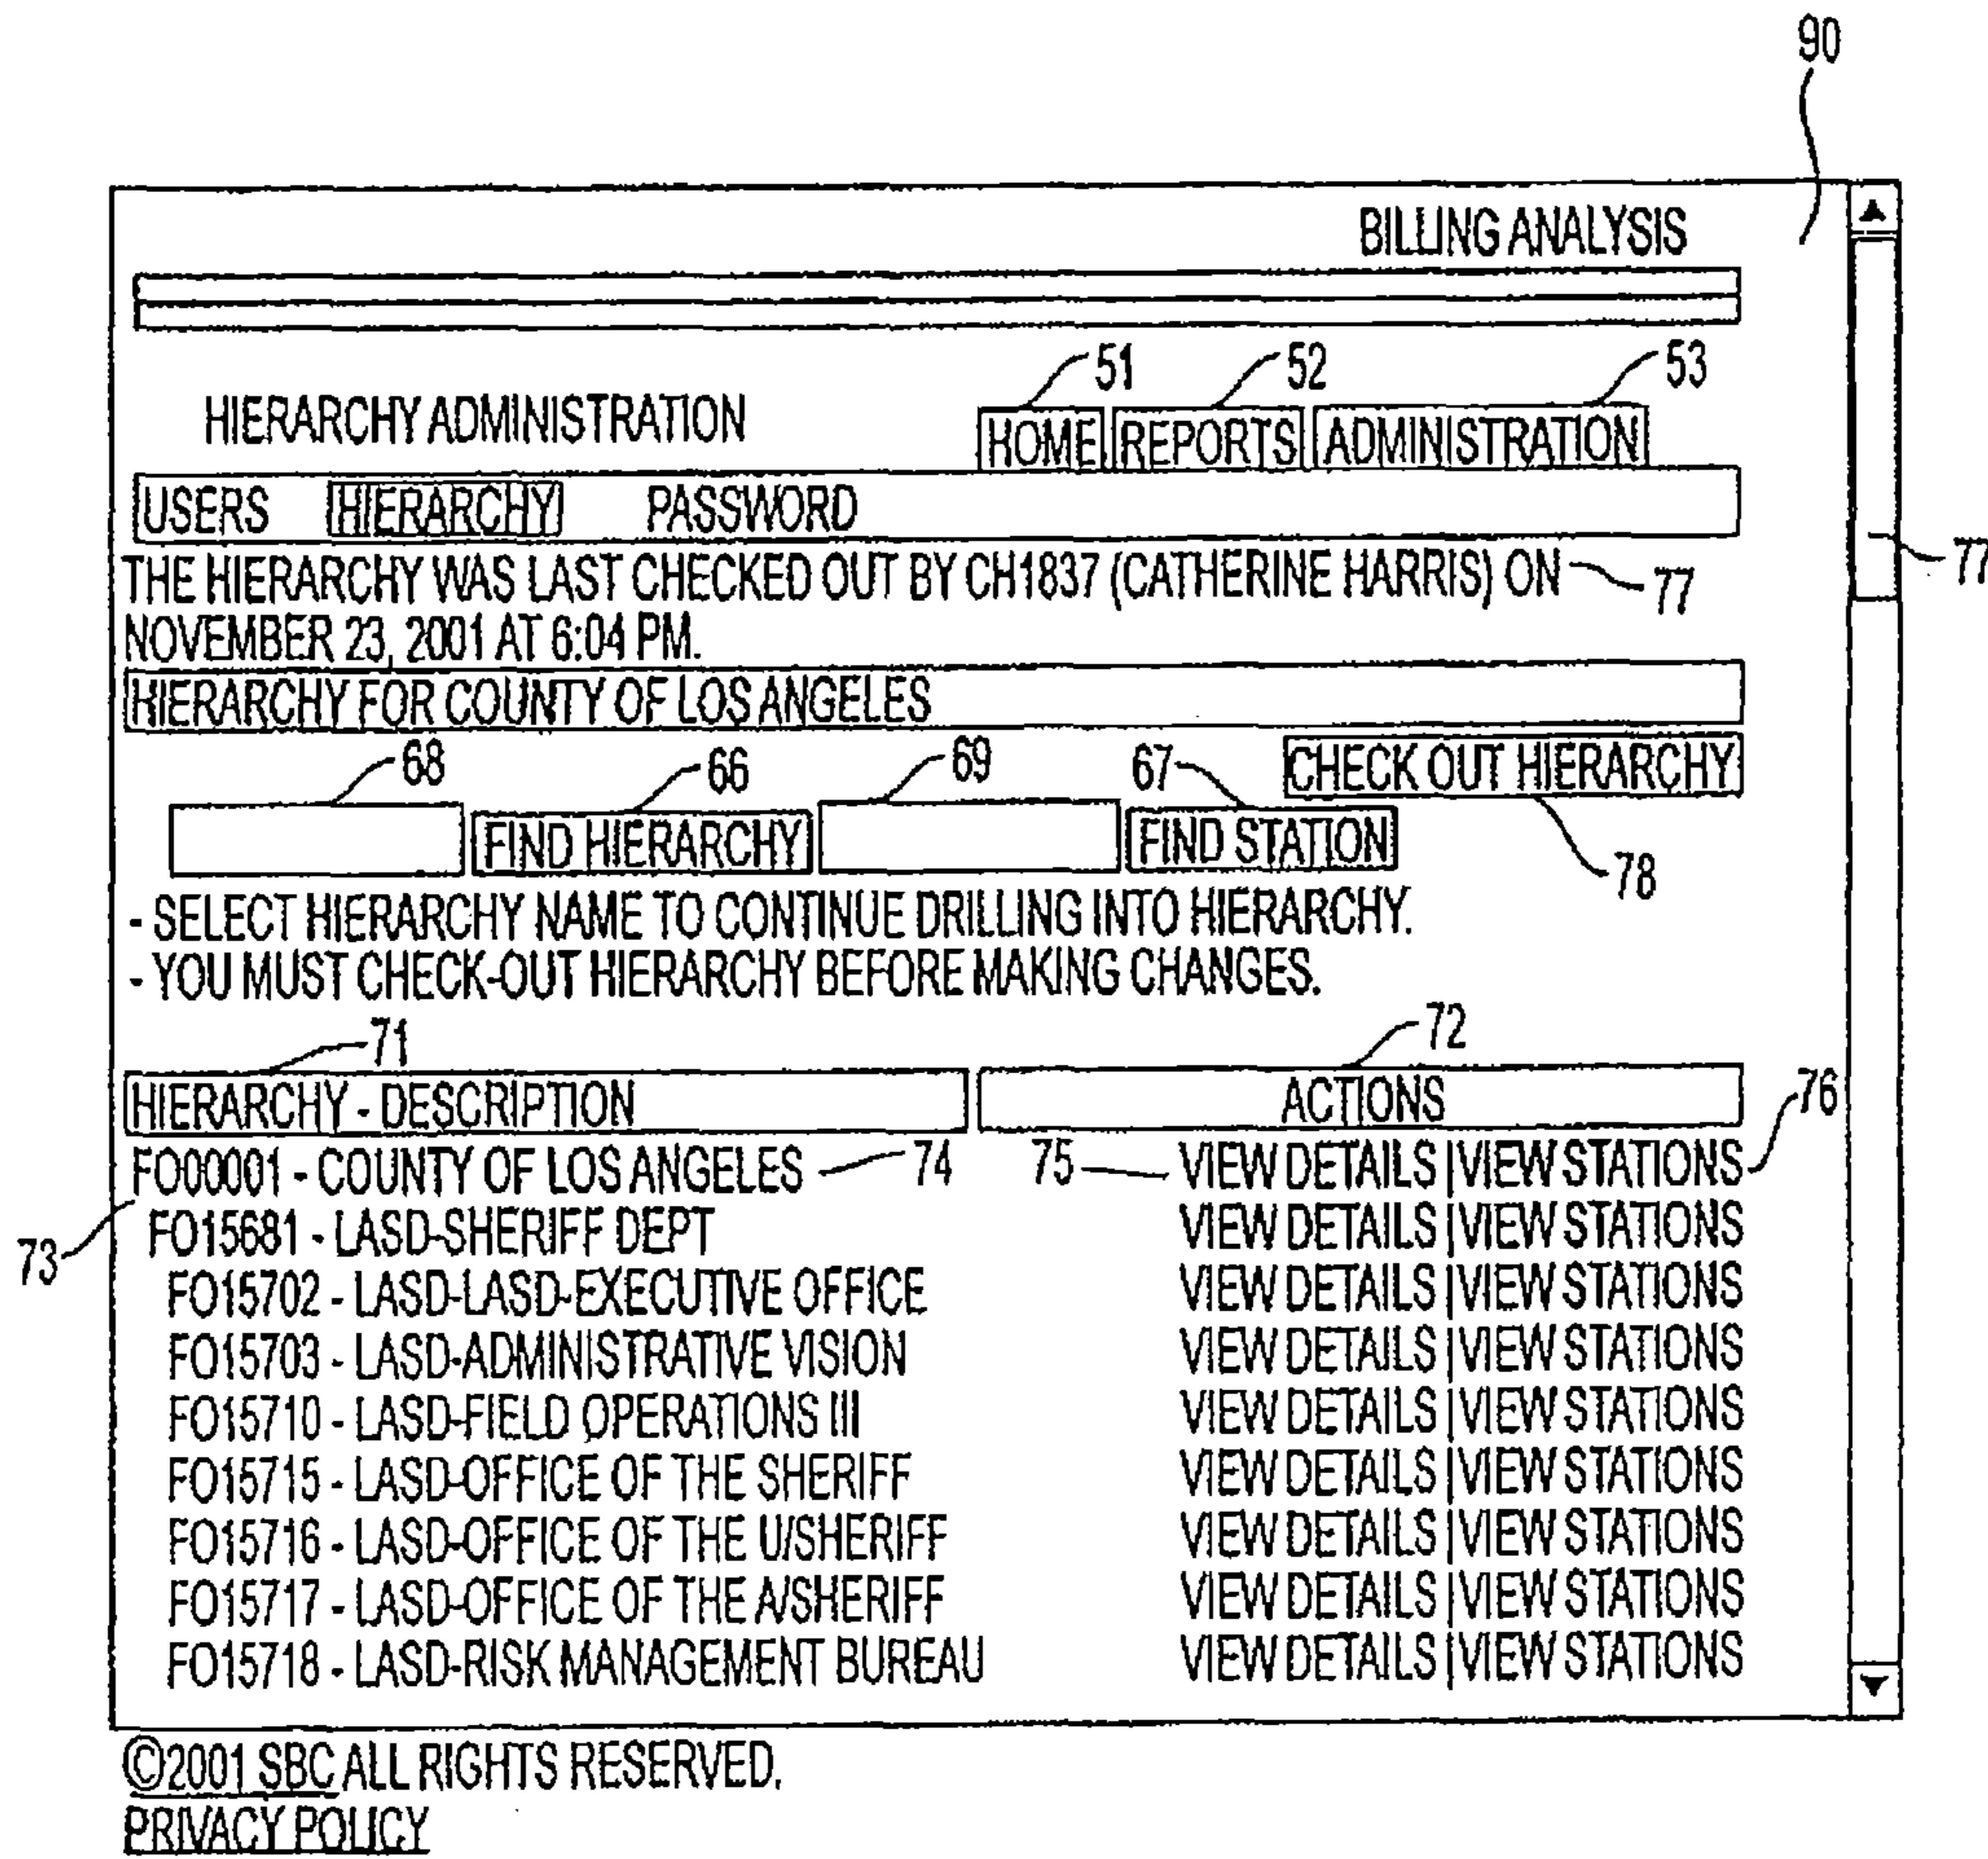 90
BILLING ANALYSIS
51 52 53
HIERARCHY ADMINISTRATION HOME REPORTS ADMINISTRATION
USERS HIERARCHY PASSWORD
THE HIERARCHY WAS LAST CHECKED OUT BY CH1837 (CATHERINE HARRIS) ON 77 77
NOVEMBER 23, 2001 AT 6:04 PM.
HIERARCHY FOR COUNTY OF LOS ANGELES
68 66 69 67 CHECK OUT HIERARCHY
FIND HIERARCHY FIND STATION
78
- SELECT HIERARCHY NAME TO CONTINUE DRILLING INTO HIERARCHY.
- YOU MUST CHECK-OUT HIERARCHY BEFORE MAKING CHANGES.
71 72
HIERARCHY - DESCRIPTION ACTIONS 76
FO00001 - COUNTY OF LOS ANGELES 74 75 VIEW DETAILS | VIEW STATIONS
73 FO15681 - LASD-SHERIFF DEPT VIEW DETAILS | VIEW STATIONS
FO15702 - LASD-LASD-EXECUTIVE OFFICE VIEW DETAILS | VIEW STATIONS
FO15703 - LASD-ADMINISTRATIVE VISION VIEW DETAILS | VIEW STATIONS
FO15710 - LASD-FIELD OPERATIONS III VIEW DETAILS | VIEW STATIONS
FO15715 - LASD-OFFICE OF THE SHERIFF VIEW DETAILS | VIEW STATIONS
FO15716 - LASD-OFFICE OF THE U/SHERIFF VIEW DETAILS | VIEW STATIONS
FO15717 - LASD-OFFICE OF THE A/SHERIFF VIEW DETAILS | VIEW STATIONS
FO15718 - LASD-RISK MANAGEMENT BUREAU VIEW DETAILS | VIEW STATIONS
©2001 SBC ALL RIGHTS RESERVED.
PRIVACY POLICY